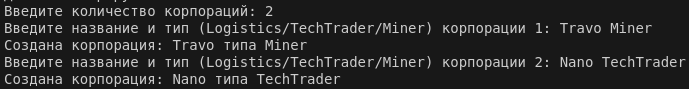 Введите количество корпораций: 2
Введите название и тип (Logistics/TechTrader/Miner) корпорации 1: Travo Miner
Создана корпорация: Travo типа Miner
Введите название и тип (Logistics/TechTrader/Miner) корпорации 2: Nano TechTrader
Создана корпорация: Nano типа TechTrader